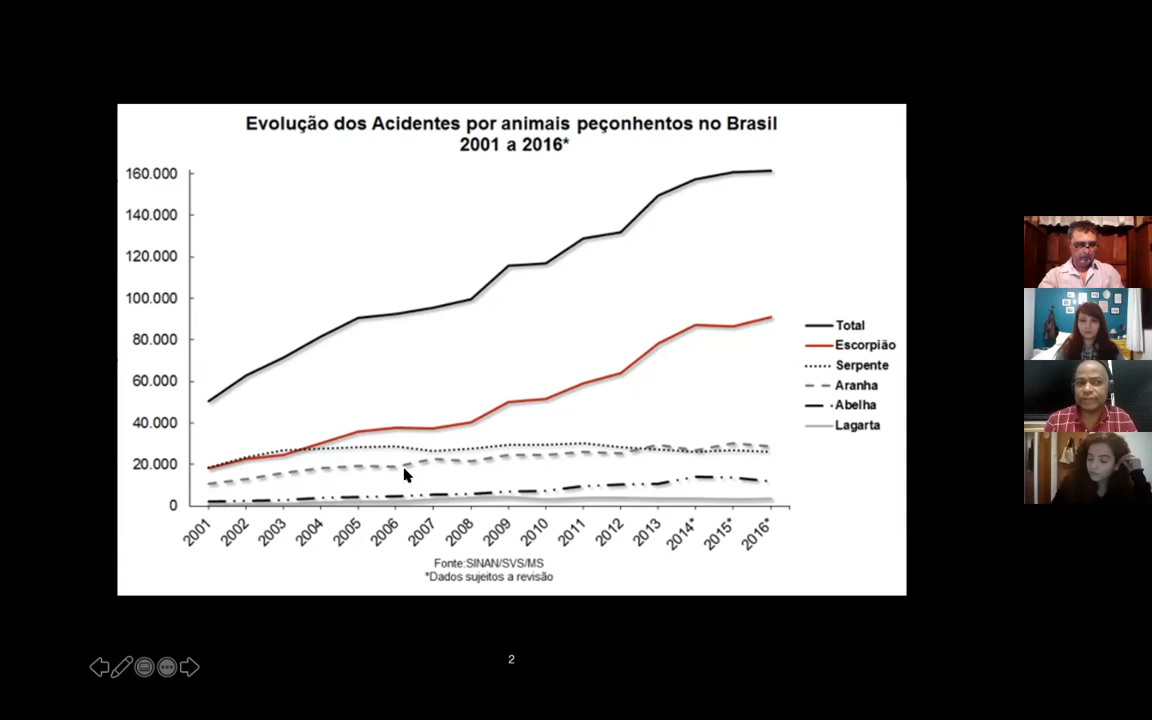 Evolução dos Acidentes por animais peçonhentos no Brasil
2001 a 2016*
160.000
140.000
120.000
100.000
80.000
60.000
40.000
20.000
0
2001
2002
2003
2004
2005
2006
2007
2008
2009
2010
2011
2012
2013
2014*
2015*
2016*
Total
Escorpião
Serpente
Aranha
Abelha
Lagarta
Fonte:SINAN/SVS/MS
*Dados sujeitos a revisão
2